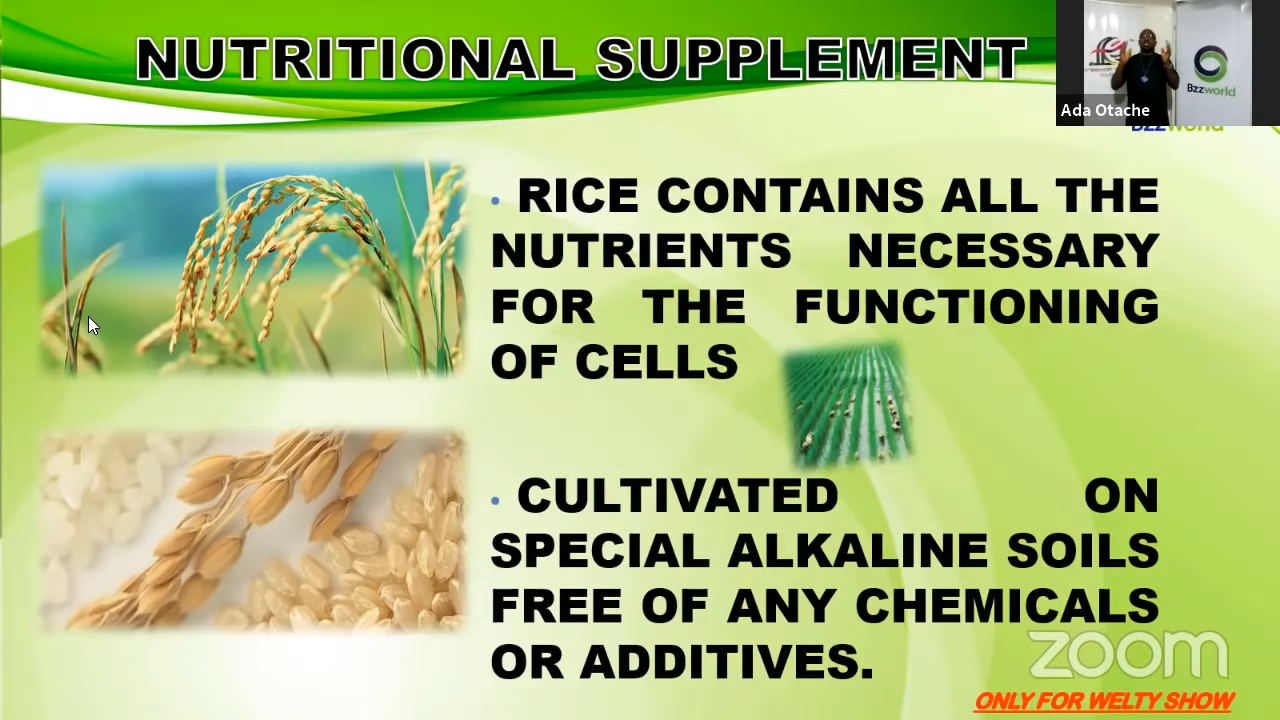 NUTRITIONAL SUPPLEMENT
Bzzworld
Ada Otache
Bzzworld
• RICE CONTAINS ALL THE
NUTRIENTS NECESSARY
FOR THE FUNCTIONING
OF CELLS
• CULTIVATED ON
SPECIAL ALKALINE SOILS
FREE OF ANY CHEMICALS
OR ADDITIVES.
zoom
ONLY FOR WELTY SHOW